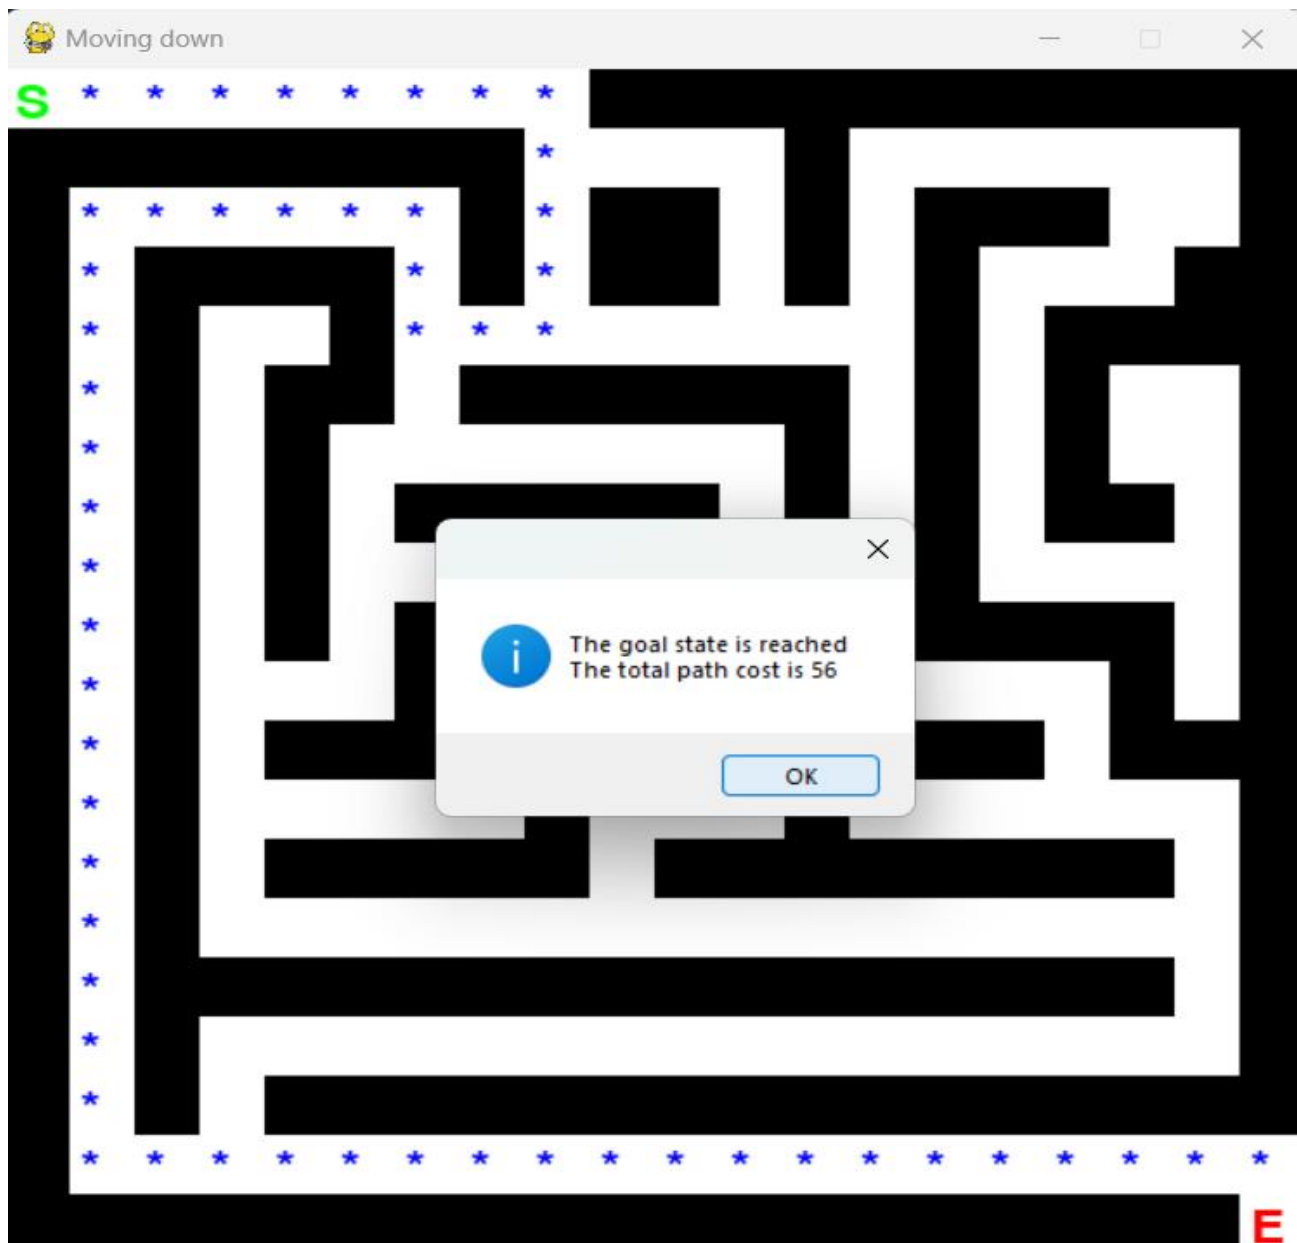 Moving down
S * * * * * * * *
*
* * * * * * *
* * *
* * * *
*
*
*
*
The goal state is reached
*
The total path cost is 56
*
*
OK
*
*
*
*
*
*
* * * * * * * * * * * * * * * * * * *
E